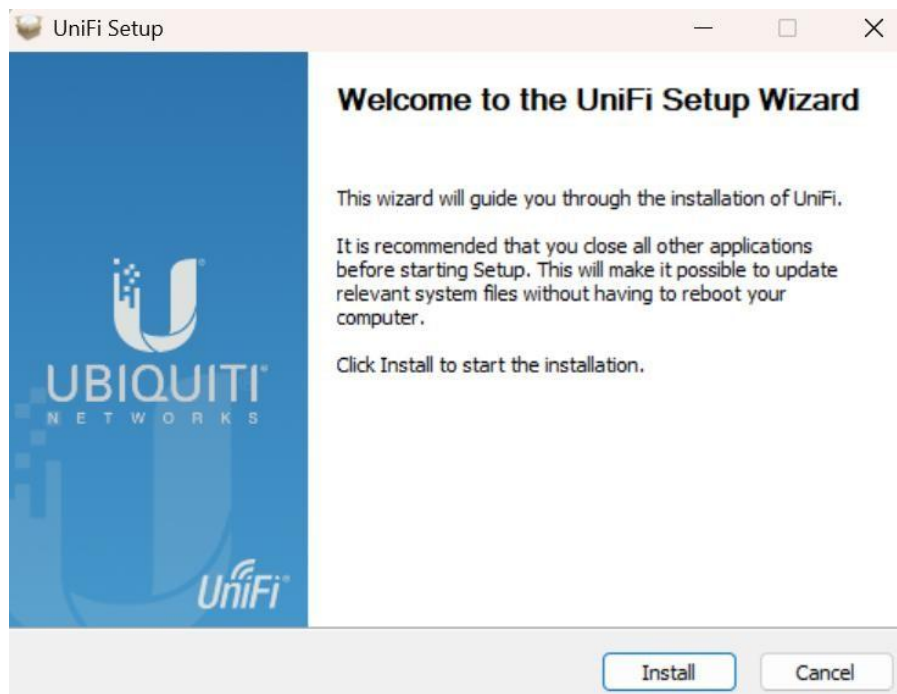 UniFi Setup
Welcome to the UniFi Setup Wizard
This wizard will guide you through the installation of UniFi.
It is recommended that you close all other applications
before starting Setup. This will make it possible to update
relevant system files without having to reboot your
computer.
Click Install to start the installation.
UBIQUITI
NETWORKS
UniFi
Install
Cancel